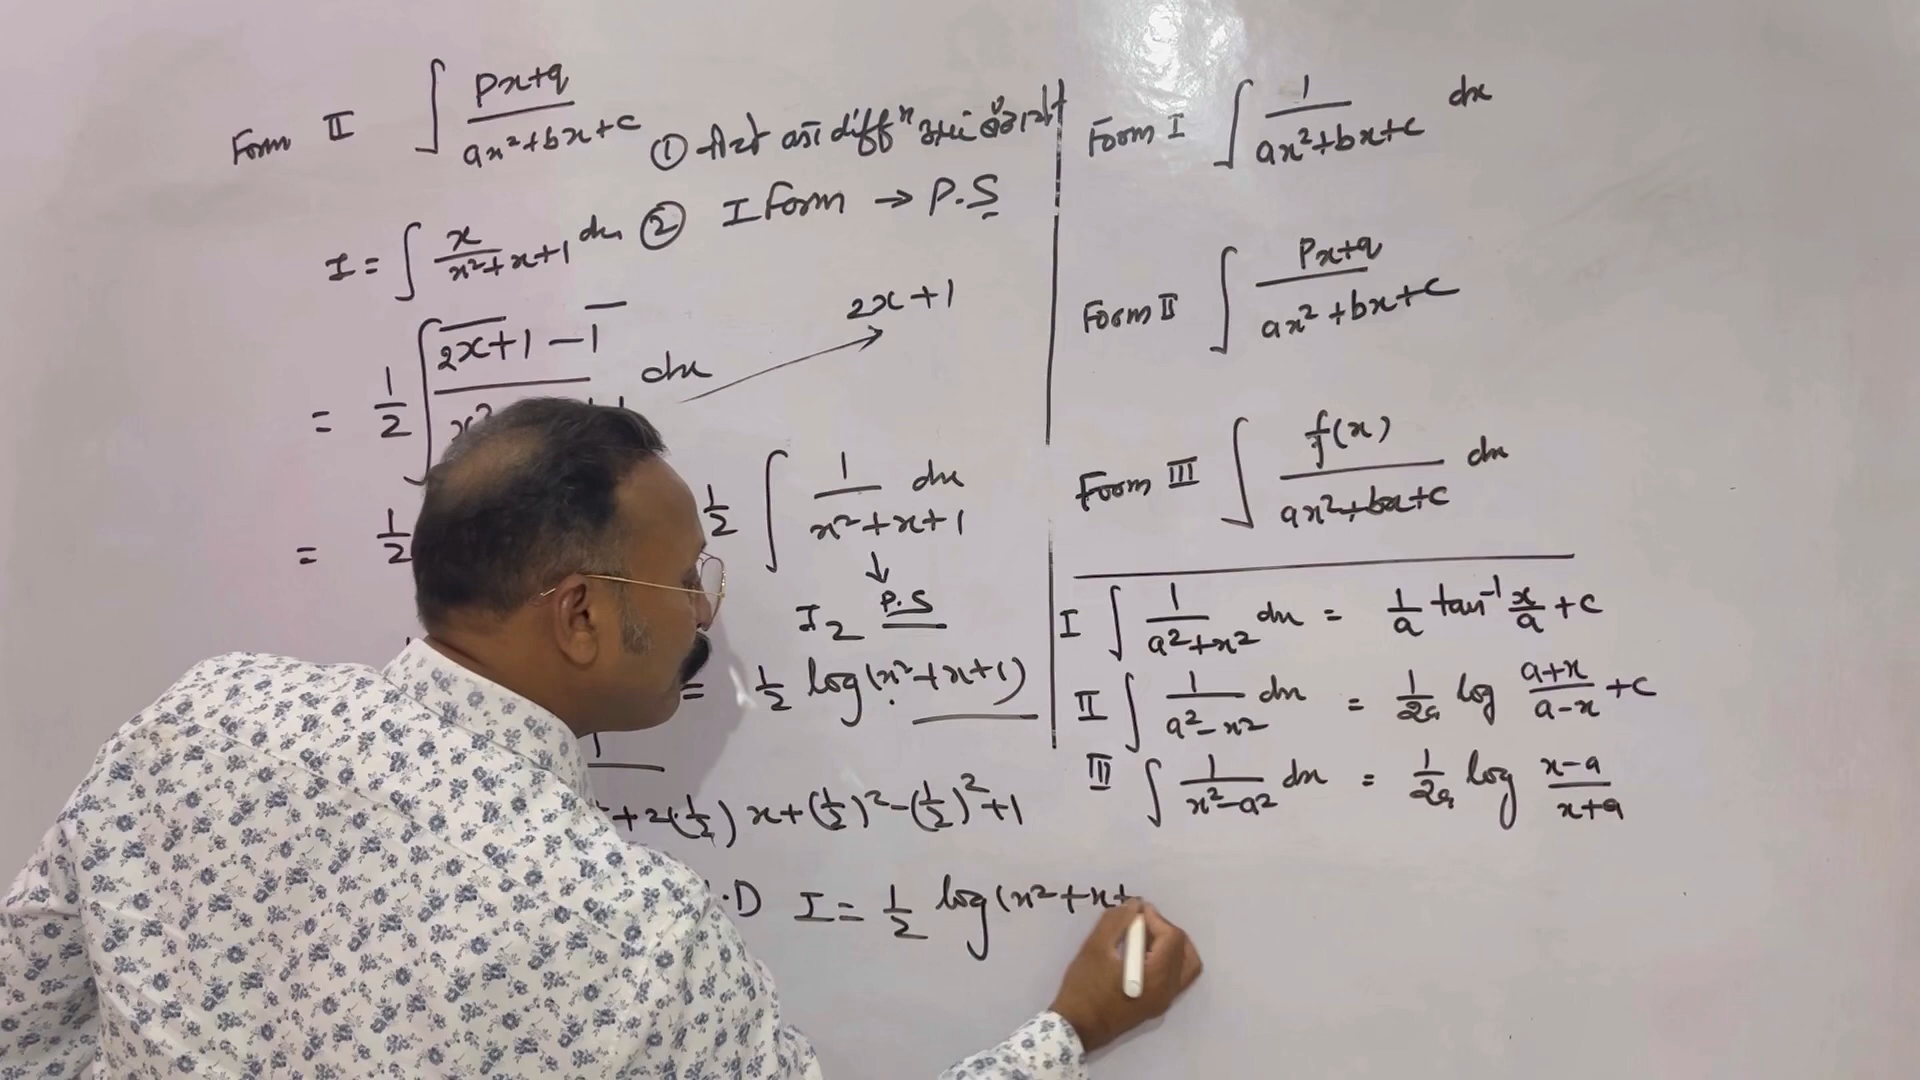 Form II ∫ Px+q / ax²+bx+c
① diffⁿ
② I Form → P.S
I = ∫ x / x²+x+1 dx
2x+1
= 1/2 ∫ 2x+1-1 / x² dx
= 1/2
1/2 ∫ 1 / x²+x+1 dx
↓
I2 P.S
= 1/2 log(x²+x+1)
+2(1/2)x+(1/2)²-(1/2)²+1
.D I = 1/2 log(x²+x+
Form I ∫ 1 / ax²+bx+c dx
Form II ∫ Px+q / ax²+bx+c
Form III ∫ f(x) / ax²+bx+c dx
I ∫ 1 / a²+x² dx = 1/a tan⁻¹ x/a +c
II ∫ 1 / a²-x² dx = 1/2a log a+x / a-x +c
III ∫ 1 / x²-a² dx = 1/2a log x-a / x+a